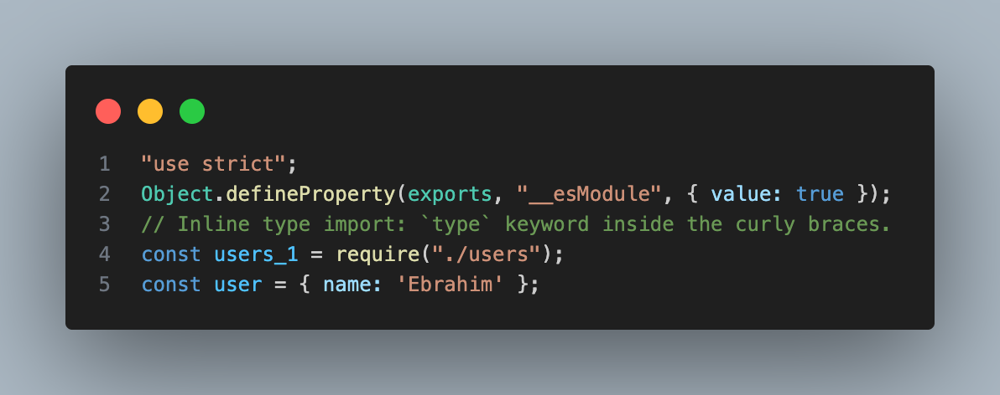 1 "use strict";
2 Object.defineProperty(exports, "__esModule", { value: true });
3 // Inline type import: `type` keyword inside the curly braces.
4 const users_1 = require("./users");
5 const user = { name: 'Ebrahim' };